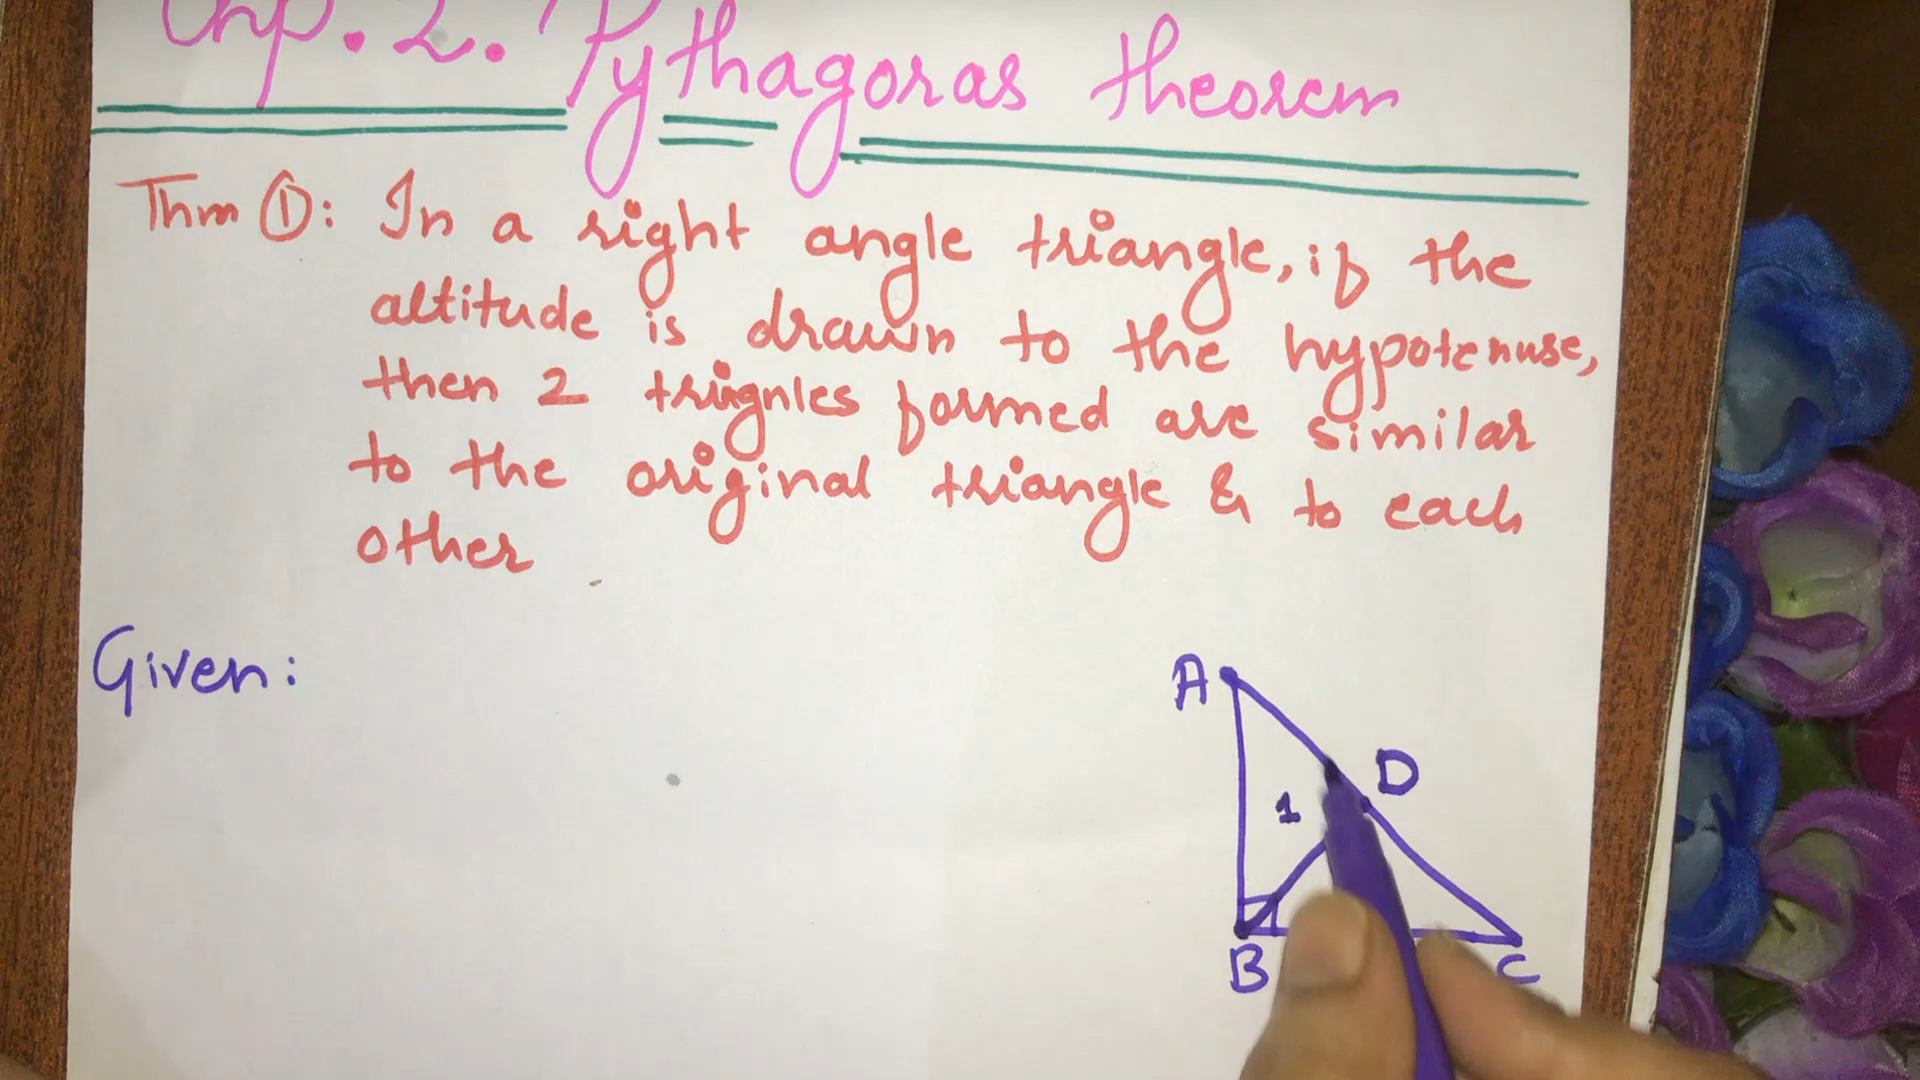 Chp. 2. Pythagoras theorem
Thm ①: In a right angle triangle, if the
altitude is drawn to the hypotenuse,
then 2 triągnles formed are similar
to the original triangle & to each
other
Given:
A
D
1
B
C